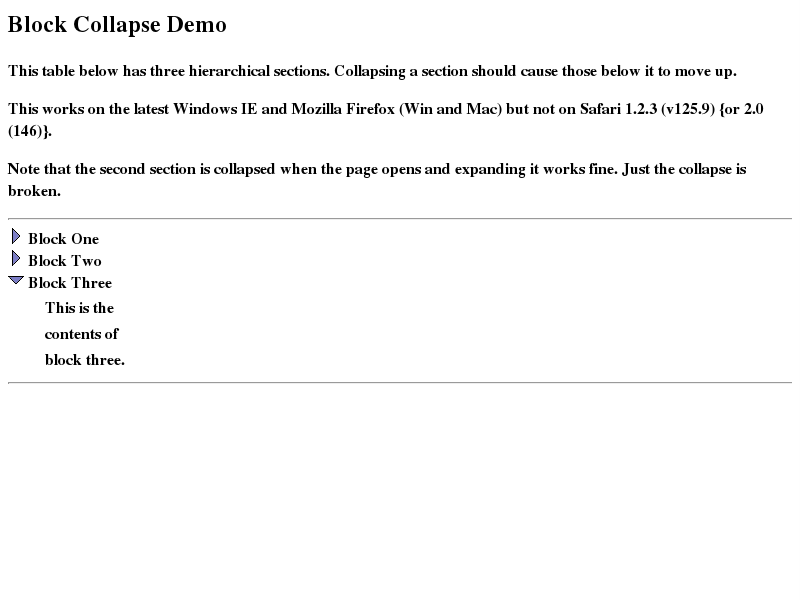 Block Collapse Demo
This table below has three hierarchical sections. Collapsing a section should cause those below it to move up.
This works on the latest Windows IE and Mozilla Firefox (Win and Mac) but not on Safari 1.2.3 (v125.9) {or 2.0
(146)}.
Note that the second section is collapsed when the page opens and expanding it works fine. Just the collapse is
broken.
Block One
Block Two
Block Three
This is the
contents of
block three.